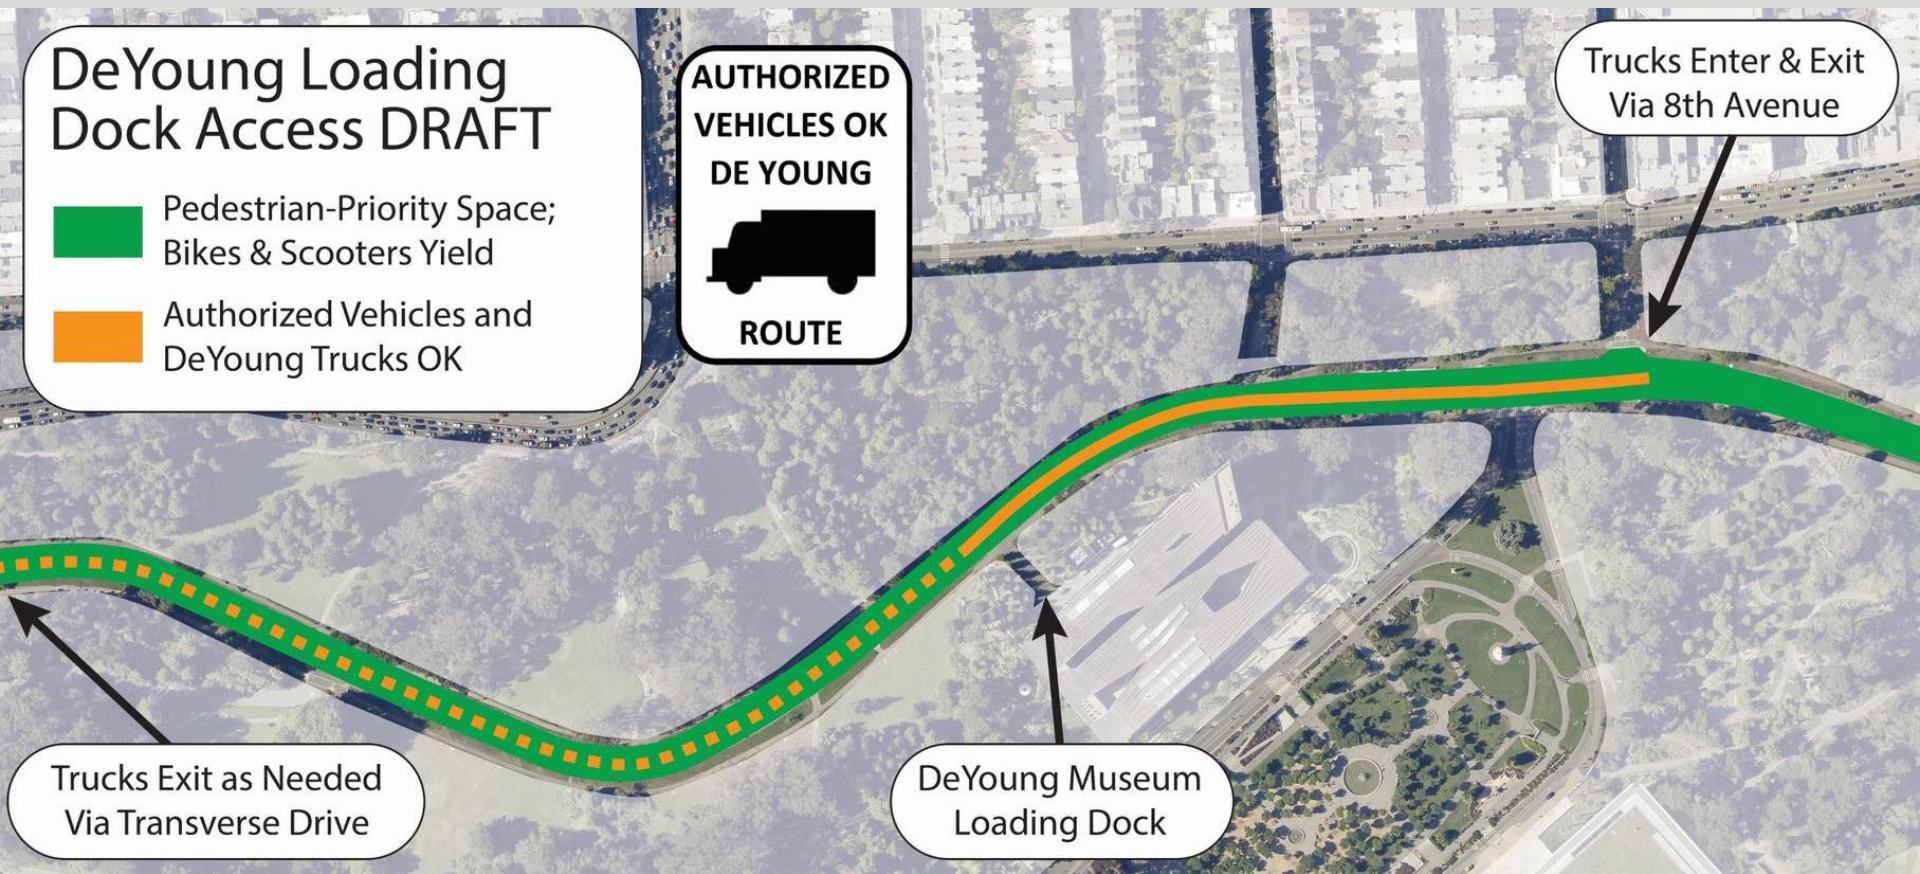 DeYoung Loading
Dock Access DRAFT
Pedestrian-Priority Space;
Bikes & Scooters Yield
Authorized Vehicles and
DeYoung Trucks OK
AUTHORIZED
VEHICLES OK
DE YOUNG
ROUTE
Trucks Enter & Exit
Via 8th Avenue
Trucks Exit as Needed
Via Transverse Drive
DeYoung Museum
Loading Dock